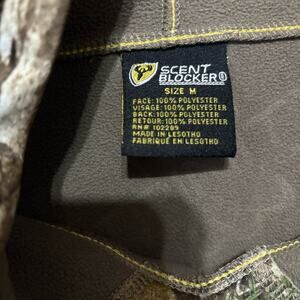 SCENT
BLOCKER®
SIZE M
FACE: 100% POLYESTER
VISAGE: 100% POLYESTER
BACK: 100% POLYESTER
RETOUR: 100% POLYESTER
RN# 102289
MADE IN LESOTHO
FABRIQUÉ EN LESOTHO